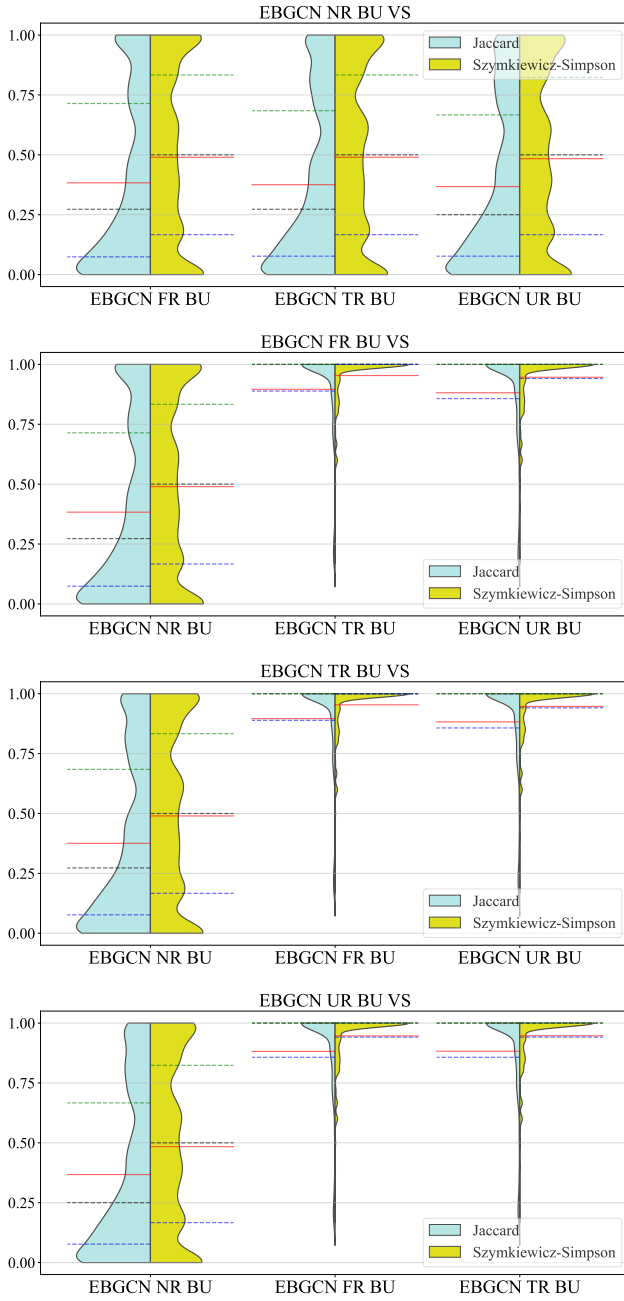 EBGCN NR BU VS
1.00
Jaccard
Szymkiewicz-Simpson
0.75
0.50
0.25
0.00
EBGCN FR BU EBGCN TR BU EBGCN UR BU
EBGCN FR BU VS
1.00
0.75
0.50
0.25
Jaccard
Szymkiewicz-Simpson
0.00
EBGCN NR BU EBGCN TR BU EBGCN UR BU
EBGCN TR BU VS
1.00
0.75
0.50
0.25
Jaccard
Szymkiewicz-Simpson
0.00
EBGCN NR BU EBGCN FR BU EBGCN UR BU
EBGCN UR BU VS
1.00
0.75
0.50
0.25
Jaccard
Szymkiewicz-Simpson
0.00
EBGCN NR BU EBGCN FR BU EBGCN TR BU